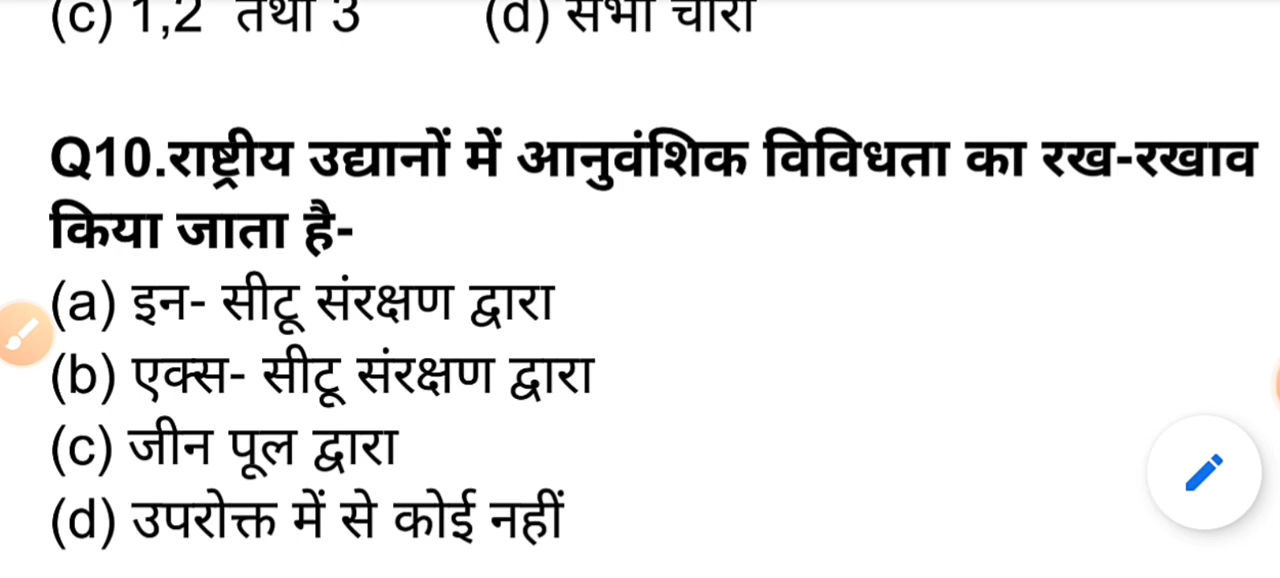 (c) 1,2 तथा 3 (d) सभी चारों
Q10.राष्ट्रीय उद्यानों में आनुवंशिक विविधता का रख-रखाव
किया जाता है-
(a) इन- सीटू संरक्षण द्वारा
(b) एक्स- सीटू संरक्षण द्वारा
(c) जीन पूल द्वारा
(d) उपरोक्त में से कोई नहीं